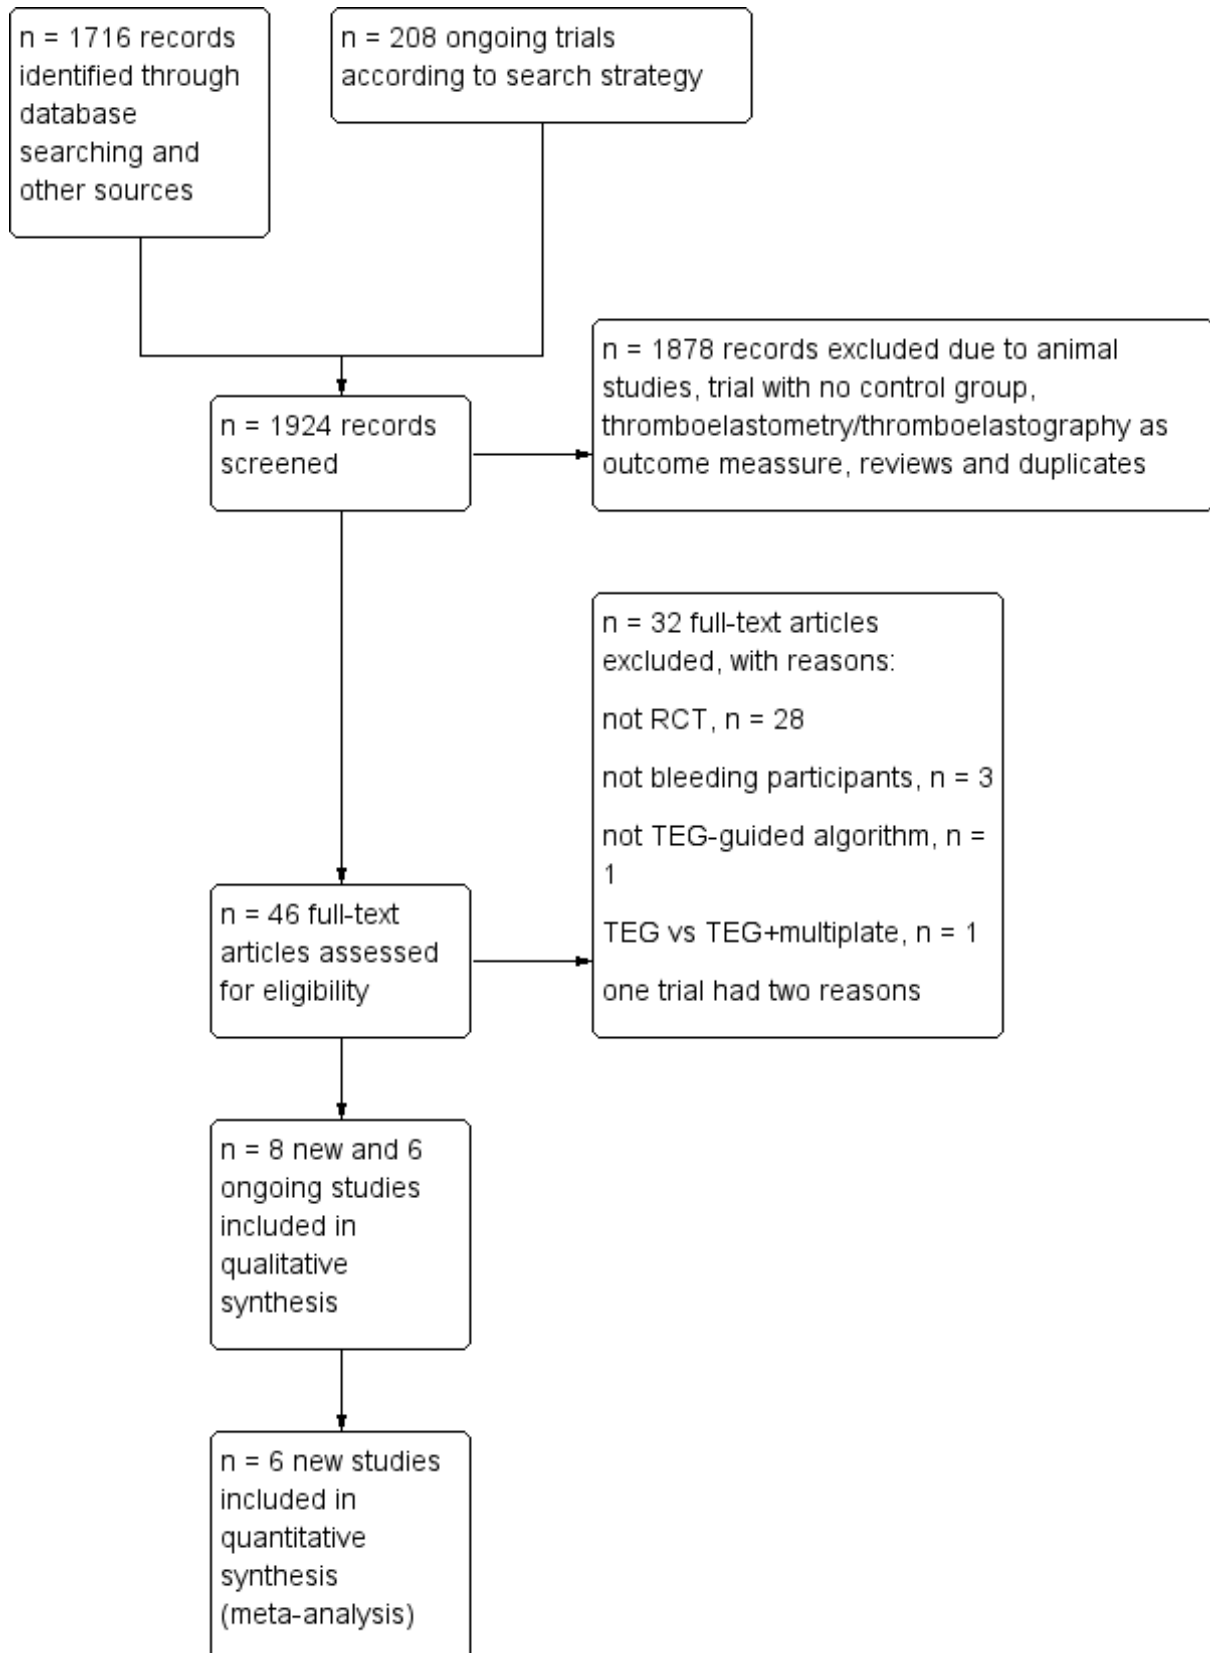 n = 1716 records
identified through
database
searching and
other sources
n = 208 ongoing trials
according to search strategy
n = 1924 records
screened
n = 1878 records excluded due to animal
studies, trial with no control group,
thromboelastometry/thromboelastography as
outcome meassure, reviews and duplicates
n = 32 full-text articles
excluded, with reasons:
not RCT, n = 28
not bleeding participants, n = 3
not TEG-guided algorithm, n =
1
TEG vs TEG+multiplate, n = 1
one trial had two reasons
n = 46 full-text
articles assessed
for eligibility
n = 8 new and 6
ongoing studies
included in
qualitative
synthesis
n = 6 new studies
included in
quantitative
synthesis
(meta-analysis)